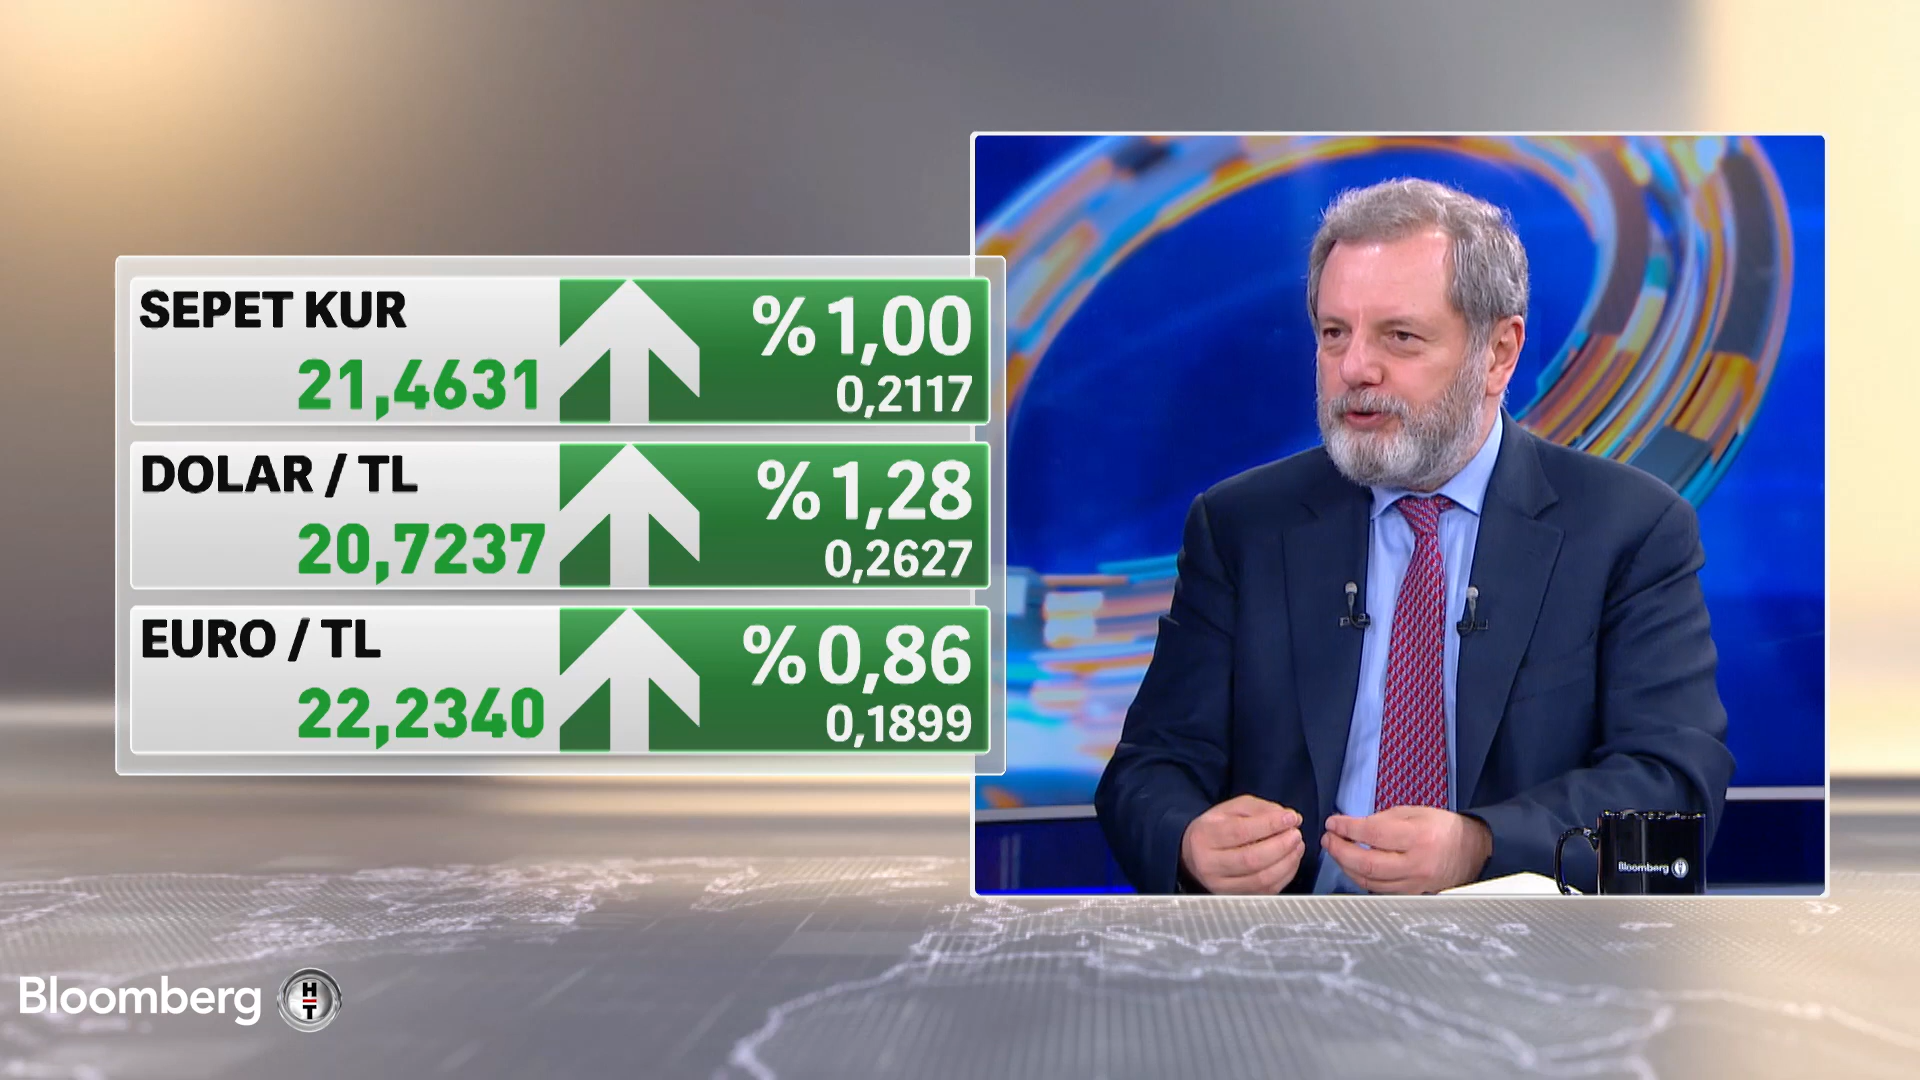 SEPET KUR
21,4631
%1,00
0,2117
DOLAR / TL
20,7237
%1,28
0,2627
EURO / TL
22,2340
%0,86
0,1899
Bloomberg HT
Bloomberg HT